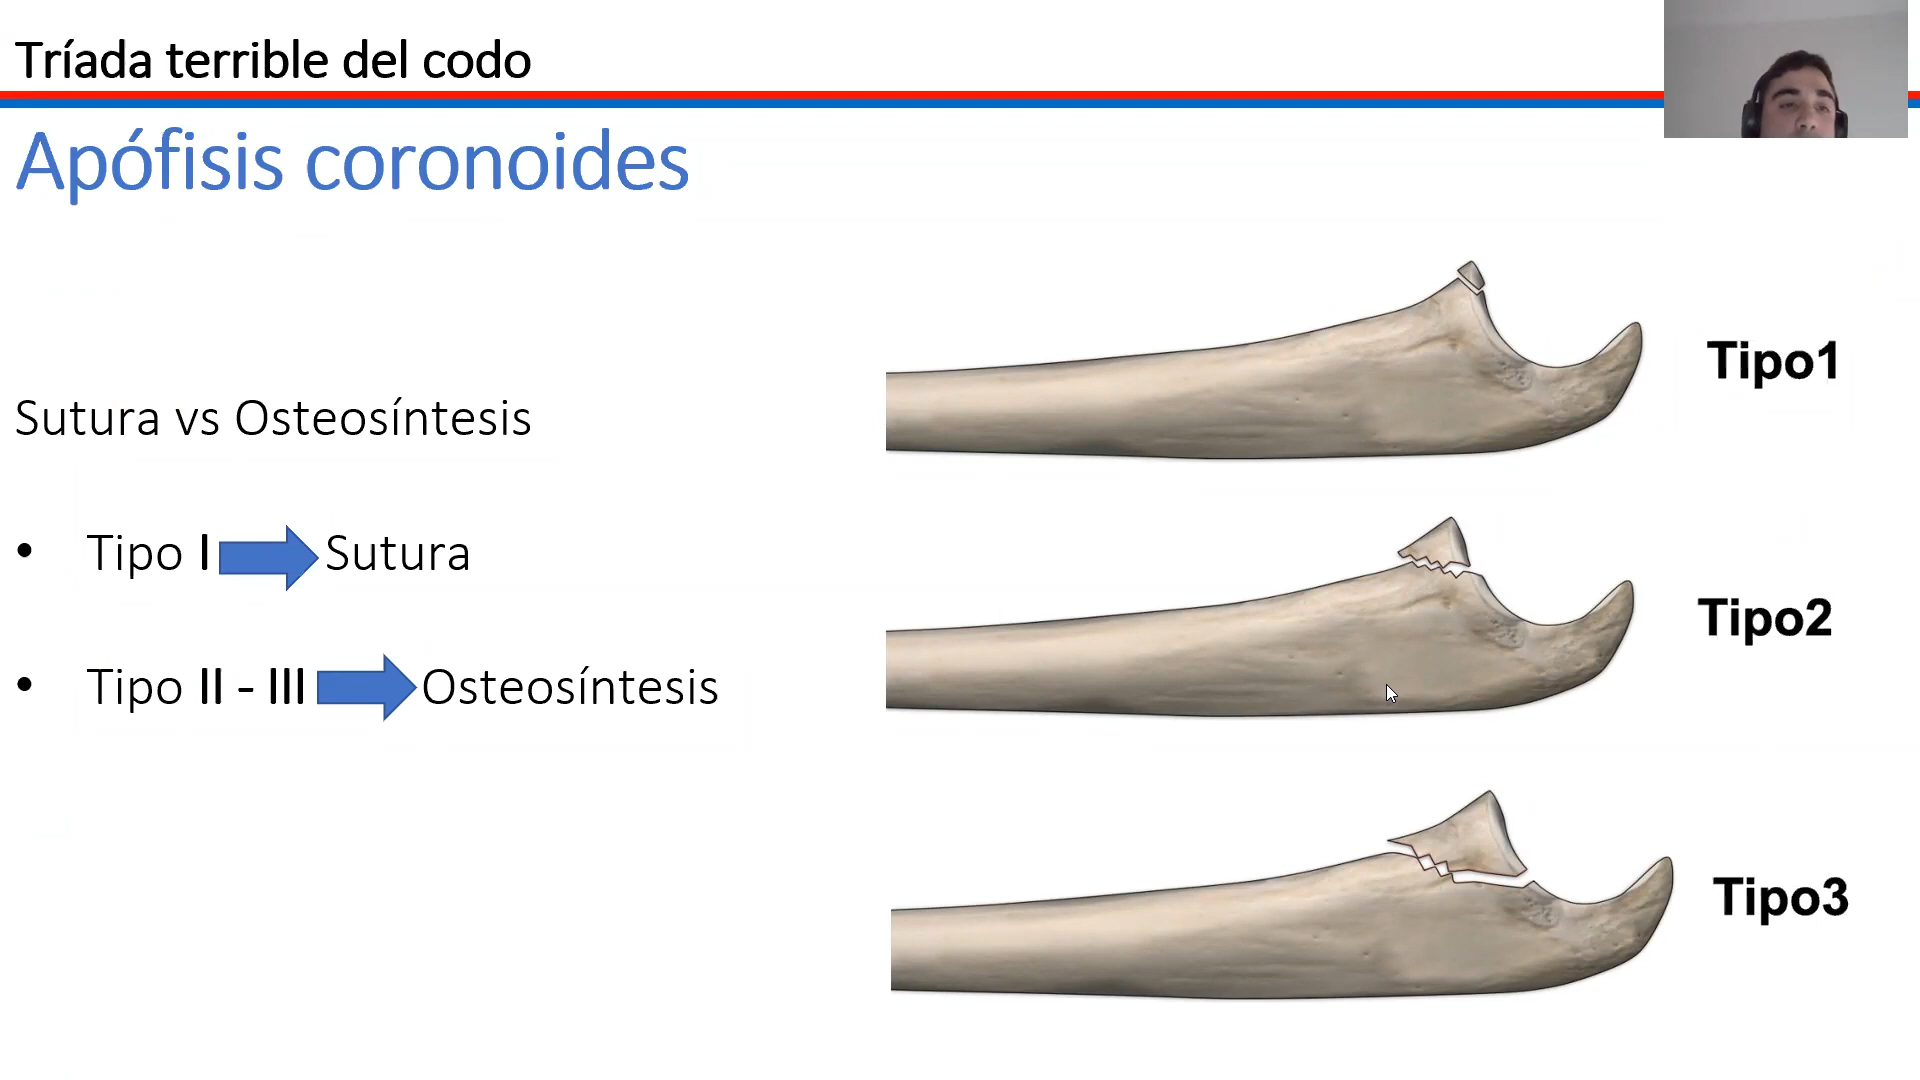 Tríada terrible del codo
Apófisis coronoides
Sutura vs Osteosíntesis
• Tipo I Sutura
• Tipo II - III Osteosíntesis
Tipo1
Tipo2
Tipo3